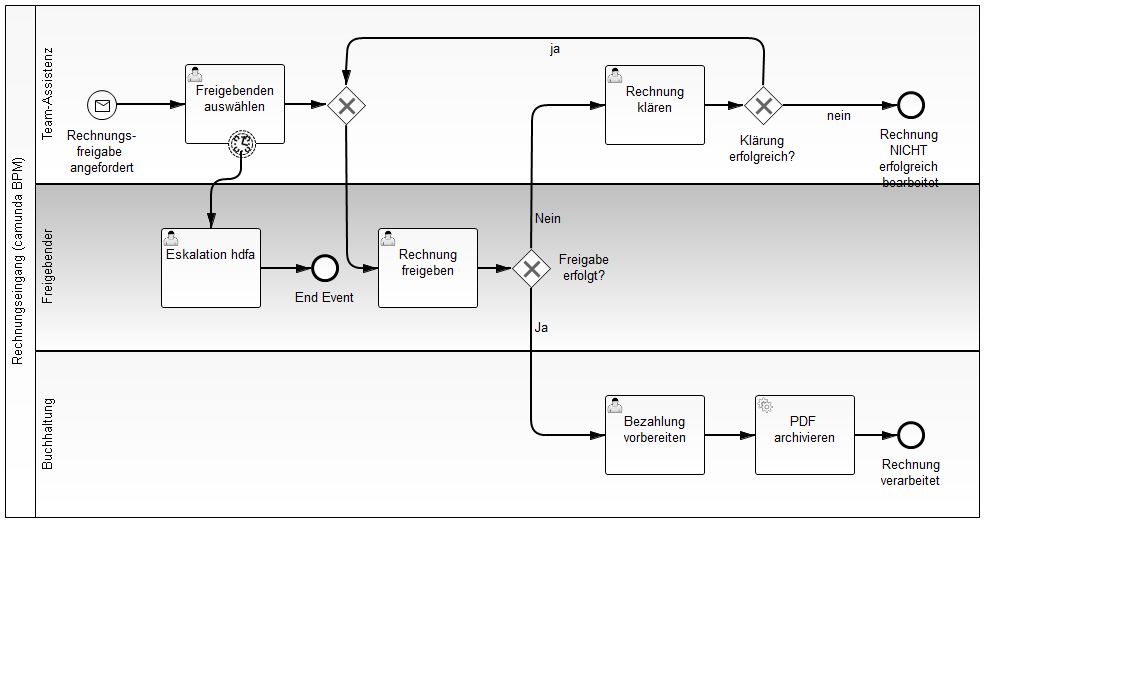 Rechnungseingang (camunda BPM)
Team-Assistenz
ja
Freigebenden
auswählen
Rechnung
klären
Rechnungs-
freigabe
angefordert
Klärung
erfolgreich?
nein
Rechnung
NICHT
erfolgreich
bearbeitet
Freigebender
Nein
Eskalation hdfa
End Event
Rechnung
freigeben
Freigabe
erfolgt?
Ja
Buchhaltung
Bezahlung
vorbereiten
PDF
archivieren
Rechnung
verarbeitet